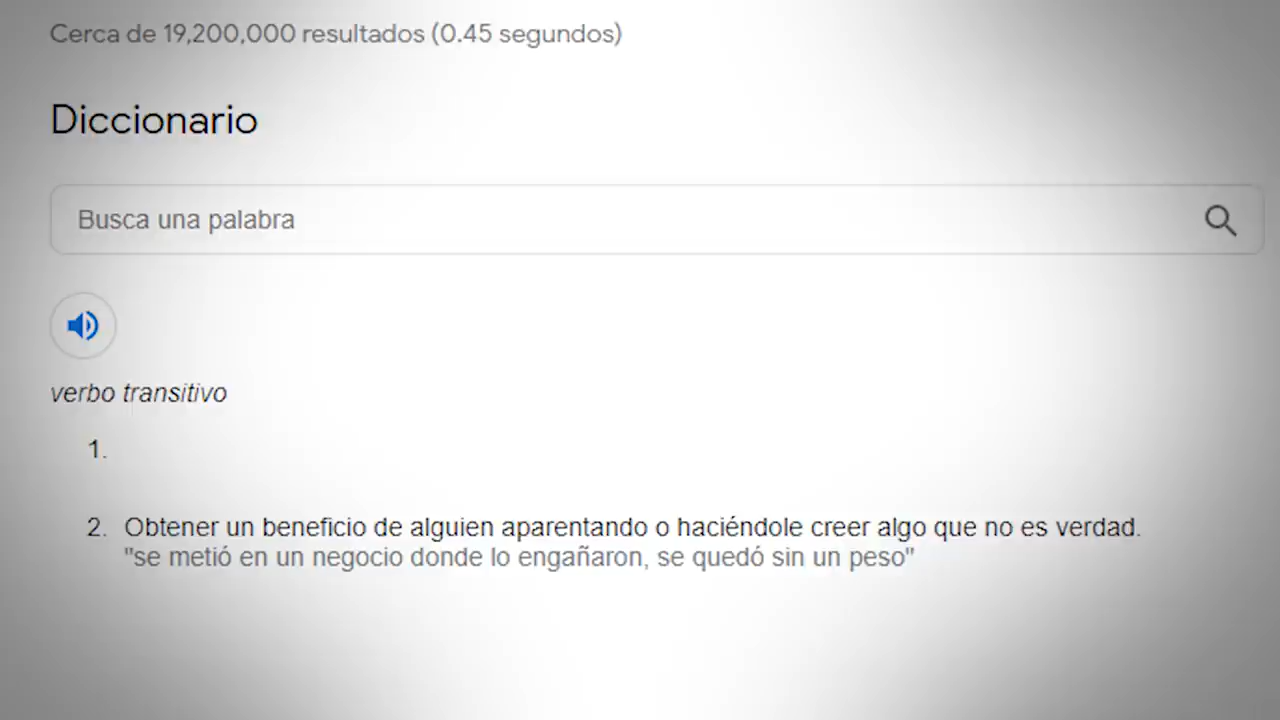 Cerca de 19,200,000 resultados (0.45 segundos)
Diccionario
Busca una palabra
verbo transitivo
1.
2. Obtener un beneficio de alguien aparentando o haciéndole creer algo que no es verdad.
"se metió en un negocio donde lo engañaron, se quedó sin un peso"